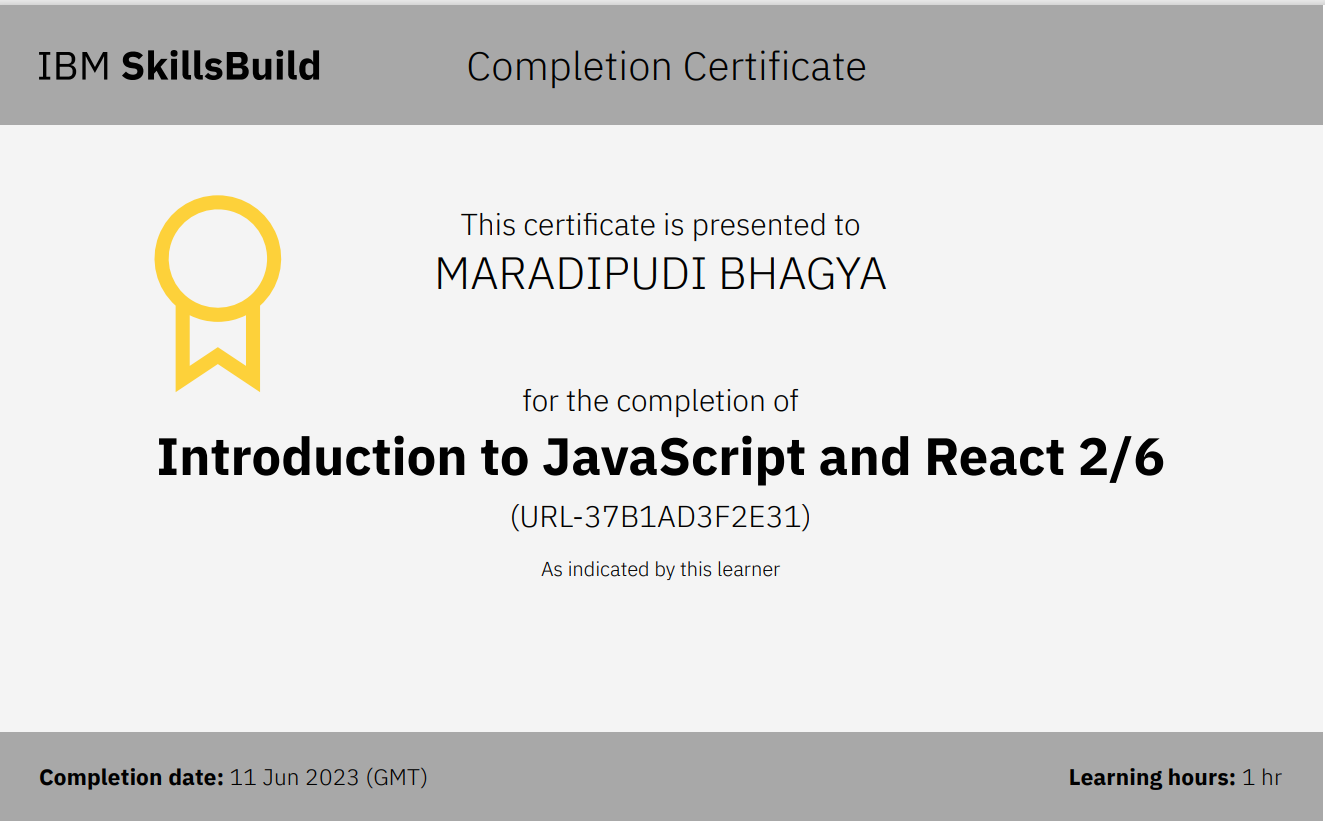 IBM SkillsBuild
Completion Certificate
This certificate is presented to
MARADIPUDI BHAGYA
for the completion of
Introduction to JavaScript and React 2/6
(URL-37B1AD3F2E31)
As indicated by this learner
Completion date: 11 Jun 2023 (GMT)
Learning hours: 1 hr